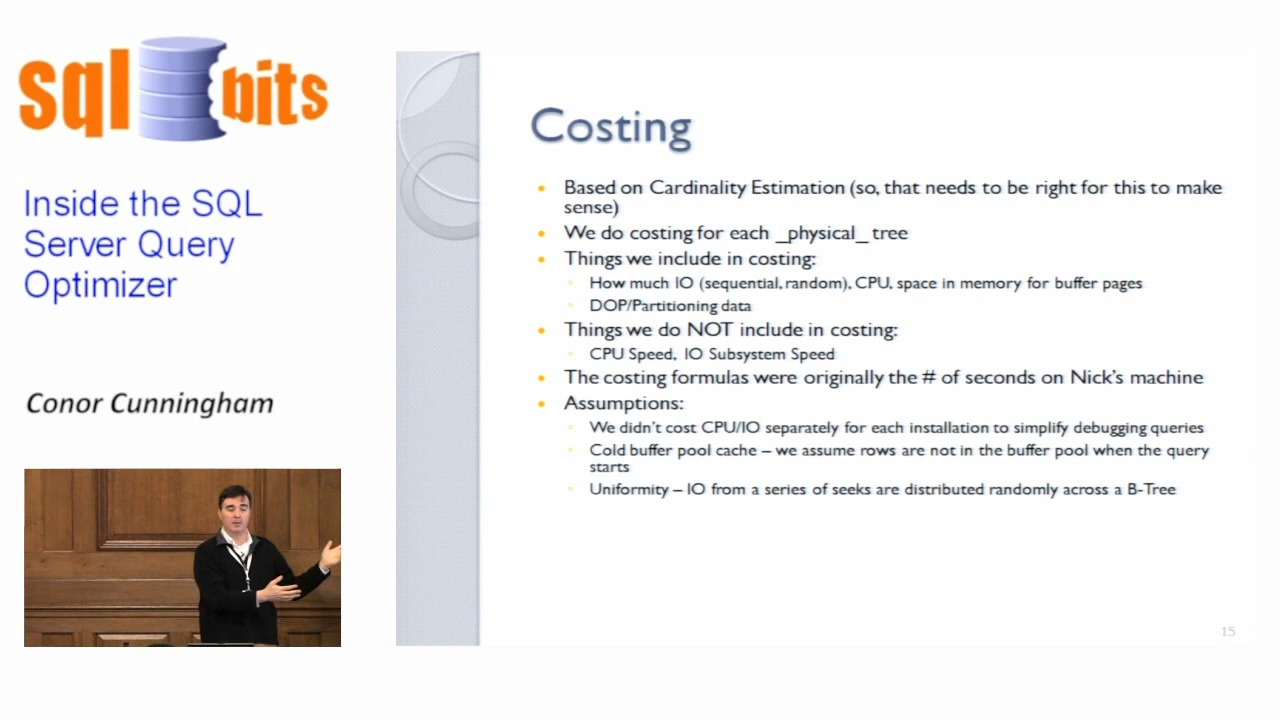 sql bits
Inside the SQL
Server Query
Optimizer
Conor Cunningham
Costing
Based on Cardinality Estimation (so, that needs to be right for this to make
sense)
We do costing for each _physical_ tree
Things we include in costing:
How much IO (sequential, random), CPU, space in memory for buffer pages
DOP/Partitioning data
Things we do NOT include in costing:
CPU Speed, IO Subsystem Speed
The costing formulas were originally the # of seconds on Nick's machine
Assumptions:
We didn't cost CPU/IO separately for each installation to simplify debugging queries
Cold buffer pool cache – we assume rows are not in the buffer pool when the query
starts
Uniformity – IO from a series of seeks are distributed randomly across a B-Tree
15